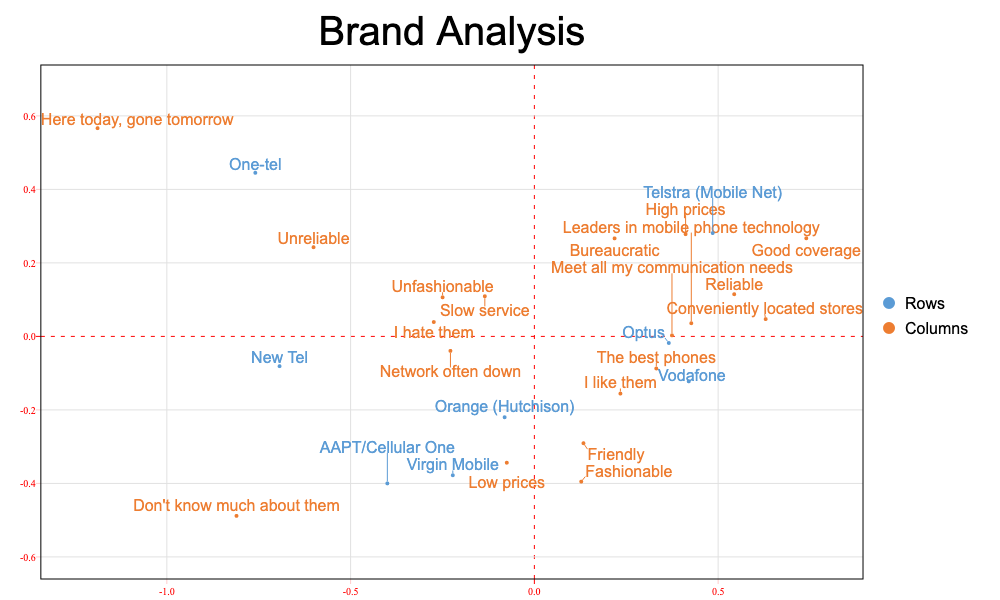 Brand Analysis
0.6
Here today, gone tomorrow
One-tel
0.4
Telstra (Mobile Net)
High prices
Leaders in mobile phone technology
Unreliable
Bureaucratic
Good coverage
0.2
Meet all my communication needs
Unfashionable
Reliable
Slow service
Conveniently located stores
Rows
Columns
I hate them
Optus
0.0
New Tel
The best phones
Network often down
Vodafone
I like them
-0.2
Orange (Hutchison)
AAPT/Cellular One
Friendly
Virgin Mobile
Fashionable
Low prices
-0.4
Don't know much about them
-0.6
-1.0
-0.5
0.0
0.5